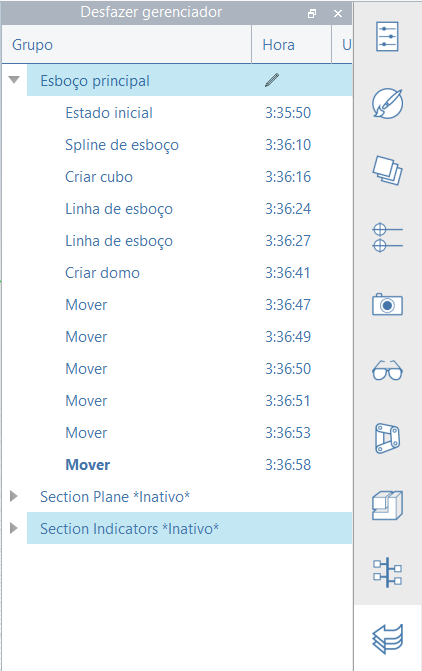 Desfazer gerenciador
Grupo Hora U
Esboço principal
Estado inicial 3:35:50
Spline de esboço 3:36:10
Criar cubo 3:36:16
Linha de esboço 3:36:24
Linha de esboço 3:36:27
Criar domo 3:36:41
Mover 3:36:47
Mover 3:36:49
Mover 3:36:50
Mover 3:36:51
Mover 3:36:53
Mover 3:36:58
Section Plane *Inativo*
Section Indicators *Inativo*